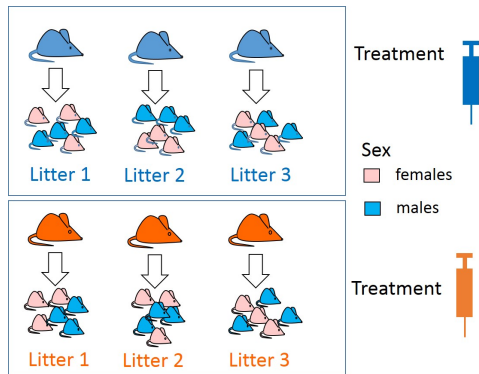 Treatment
Litter 1
Litter 2
Litter 3
Sex
females
males
Treatment
Litter 1
Litter 2
Litter 3